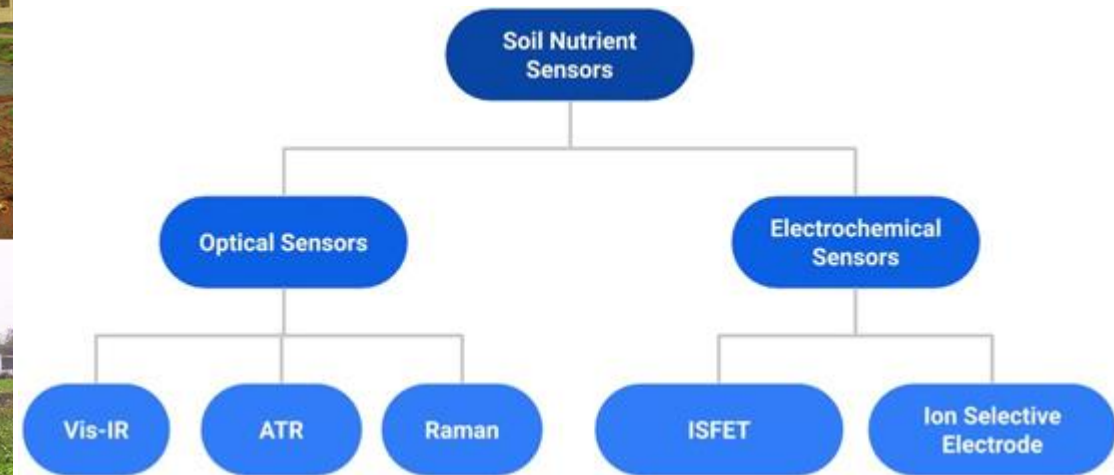 Soil Nutrient
Sensors
Optical Sensors
Electrochemical
Sensors
Vis-IR
ATR
Raman
ISFET
Ion Selective
Electrode